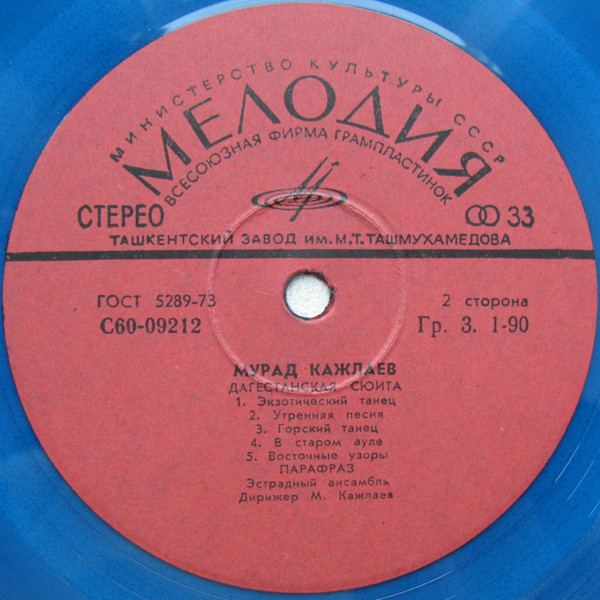 МИНИСТЕРСТВО КУЛЬТУРЫ СССР
МЕЛОДИЯ
ВСЕСОЮЗНАЯ ФИРМА ГРАМПЛАСТИНОК
СТЕРЕО 33
ТАШКЕНТСКИЙ ЗАВОД им. М.Т. ТАШМУХАМЕДОВА
ГОСТ 5289-73 2 сторона
С60-09212 Гр. 3. 1-90
МУРАД КАЖЛАЕВ
ДАГЕСТАНСКАЯ СЮИТА
1. Экзотический танец
2. Утренняя песня
3. Горский танец
4. В старом ауле
5. Восточные узоры
ПАРАФРАЗ
Эстрадный ансамбль
Дирижер М. Кажлаев